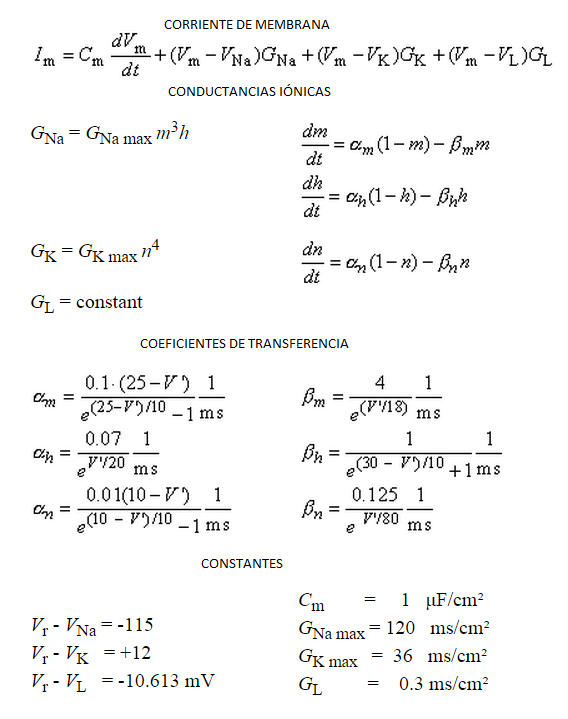 CORRIENTE DE MEMBRANA
I_m = C_m dV_m/dt + (V_m − V_Na)G_Na + (V_m − V_K)G_K + (V_m − V_L)G_L
CONDUCTANCIAS IÓNICAS
G_Na = G_Na max m³h
dm/dt = α_m(1 − m) − β_m m
dh/dt = α_h(1 − h) − β_h h
G_K = G_K max n⁴
dn/dt = α_n(1 − n) − β_n n
G_L = constant
COEFICIENTES DE TRANSFERENCIA
α_m = 0.1·(25 − V')/(e^((25−V')/10) − 1) 1/ms
β_m = 4/e^((V'/18)) 1/ms
α_h = 0.07/e^(V'/20) 1/ms
β_h = 1/(e^((30 − V')/10) + 1) 1/ms
α_n = 0.01(10 − V')/(e^((10 − V')/10) − 1) 1/ms
β_n = 0.125/e^(V'/80) 1/ms
CONSTANTES
V_r - V_Na = -115
V_r - V_K = +12
V_r - V_L = -10.613 mV
C_m = 1 μF/cm²
G_Na max = 120 ms/cm²
G_K max = 36 ms/cm²
G_L = 0.3 ms/cm²